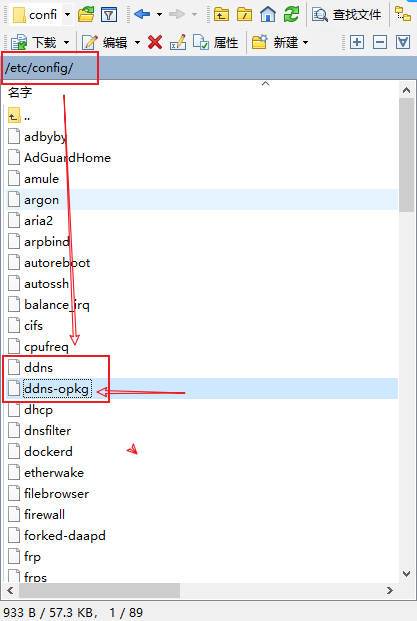 confi 查找文件
下载 编辑 属性 新建
/etc/config/
名字
..
adbyby
AdGuardHome
amule
argon
aria2
arpbind
autoreboot
autossh
balance_irq
cifs
cpufreq
ddns
ddns-opkg
dhcp
dnsfilter
dockerd
etherwake
filebrowser
firewall
forked-daapd
frp
frps
933 B / 57.3 KB, 1 / 89